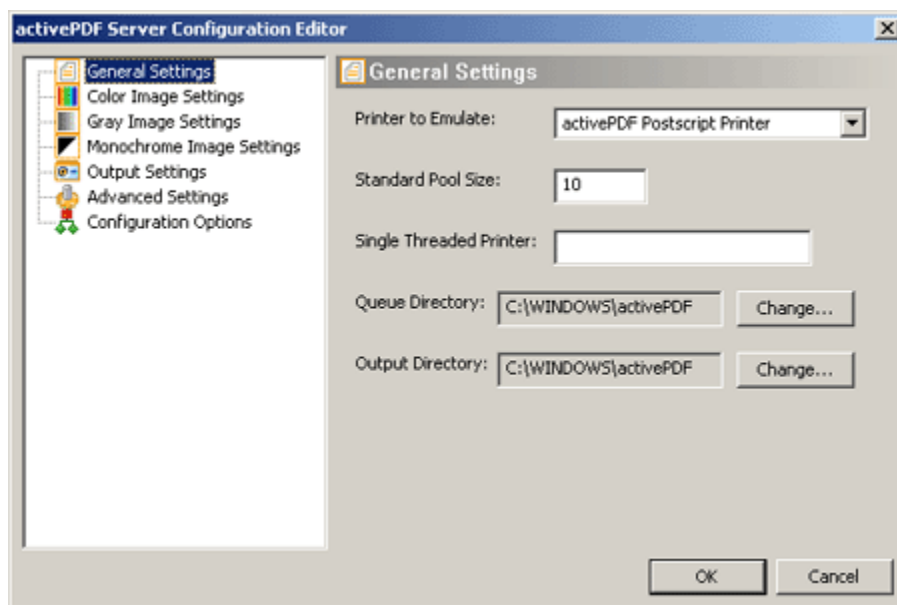 activePDF Server Configuration Editor
General Settings
Color Image Settings
Gray Image Settings
Monochrome Image Settings
Output Settings
Advanced Settings
Configuration Options
General Settings
Printer to Emulate: activePDF Postscript Printer
Standard Pool Size: 10
Single Threaded Printer:
Queue Directory: C:\WINDOWS\activePDF Change...
Output Directory: C:\WINDOWS\activePDF Change...
OK Cancel